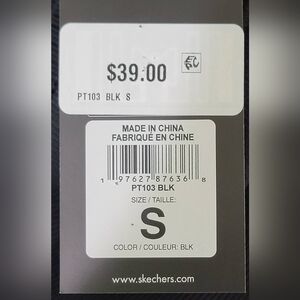 $39.00
PT103 BLK S
MADE IN CHINA
FABRIQUÉ EN CHINE
1 97627 87636 8
PT103 BLK
SIZE / TAILLE:
S
COLOR / COULEUR: BLK
www.skechers.com